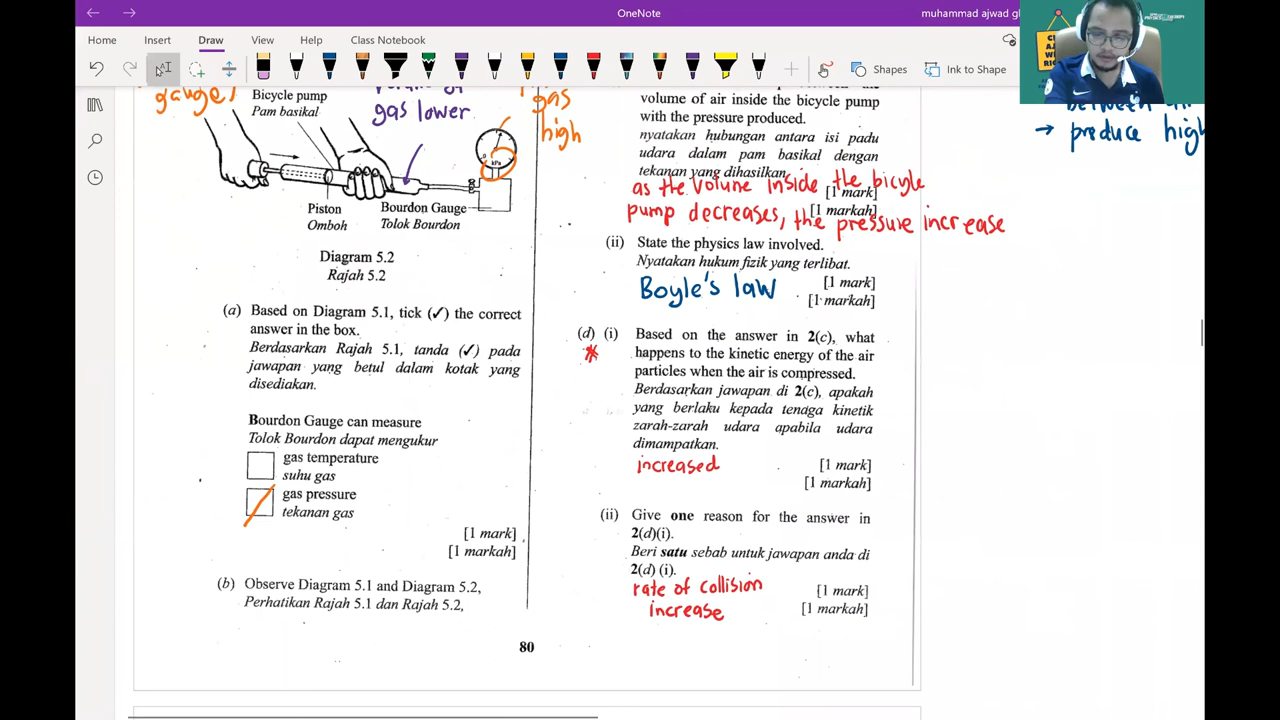 OneNote
muhammad ajwad gh
Home
Insert
Draw
View
Help
Class Notebook
Shapes
Ink to Shape
gauge)
Bicycle pump
Pam basikal
gas lower
gas
high
kPa
Piston
Omboh
Bourdon Gauge
Tolok Bourdon
Diagram 5.2
Rajah 5.2
(a) Based on Diagram 5.1, tick (✓) the correct
answer in the box.
Berdasarkan Rajah 5.1, tanda (✓) pada
jawapan yang betul dalam kotak yang
disediakan.
Bourdon Gauge can measure
Tolok Bourdon dapat mengukur
gas temperature
suhu gas
gas pressure
tekanan gas
[1 mark]
[1 markah]
(b) Observe Diagram 5.1 and Diagram 5.2,
Perhatikan Rajah 5.1 dan Rajah 5.2,
volume of air inside the bicycle pump
with the pressure produced.
nyatakan hubungan antara isi padu
udara dalam pam basikal dengan
tekanan yang dihasilkan.
as the volume inside the bicycle
[1 mark]
pump decreases, the pressure increase
[1 markah]
(ii) State the physics law involved.
Nyatakan hukum fizik yang terlibat.
Boyle's law
[1 mark]
[1 markah]
(d) (i) Based on the answer in 2(c), what
happens to the kinetic energy of the air
particles when the air is compressed.
Berdasarkan jawapan di 2(c), apakah
yang berlaku kepada tenaga kinetik
zarah-zarah udara apabila udara
dimampatkan.
increased
[1 mark]
[1 markah]
(ii) Give one reason for the answer in
2(d)(i).
Beri satu sebab untuk jawapan anda di
2(d) (i).
rate of collision
increase
[1 mark]
[1 markah]
80
between air
→ produce high